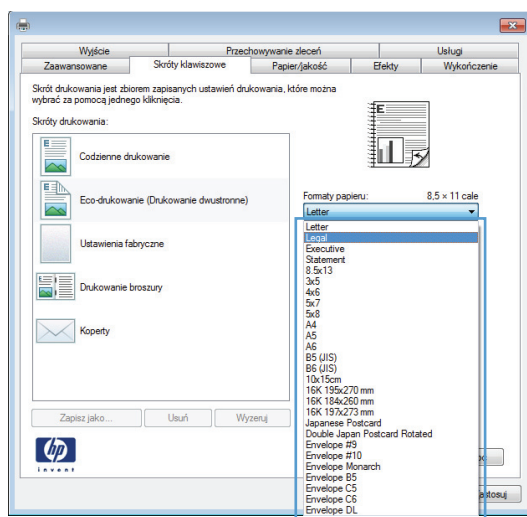 Wyjście
Przechowywanie zleceń
Usługi
Zaawansowane
Skróty klawiszowe
Papier/jakość
Efekty
Wykończenie
Skrót drukowania jest zbiorem zapisanych ustawień drukowania, które można
wybrać za pomocą jednego kliknięcia.
Skróty drukowania:
Codzienne drukowanie
Eco-drukowanie (Drukowanie dwustronne)
Ustawienia fabryczne
Drukowanie broszury
Koperty
Zapisz jako...
Usuń
Wyzeruj
hp
invent
E
Formaty papieru:
8,5 × 11 cale
Letter
Letter
Legal
Executive
Statement
8.5x13
3x5
4x6
5x7
5x8
A4
A5
A6
B5 (JIS)
B6 (JIS)
10x15cm
16K 195x270 mm
16K 184x260 mm
16K 197x273 mm
Japanese Postcard
Double Japan Postcard Rotated
Envelope #9
Envelope #10
Envelope Monarch
Envelope B5
Envelope C5
Envelope C6
Envelope DL